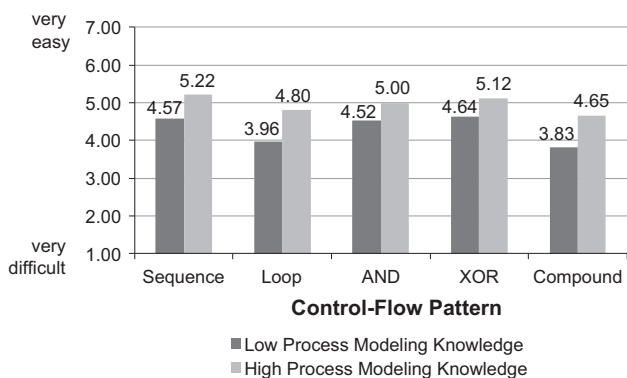 very
easy
7.00
6.00
5.00
4.00
3.00
2.00
1.00
very
difficult
4.57
5.22
3.96
4.80
4.52
5.00
4.64
5.12
3.83
4.65
Sequence
Loop
AND
XOR
Compound
Control-Flow Pattern
Low Process Modeling Knowledge
High Process Modeling Knowledge